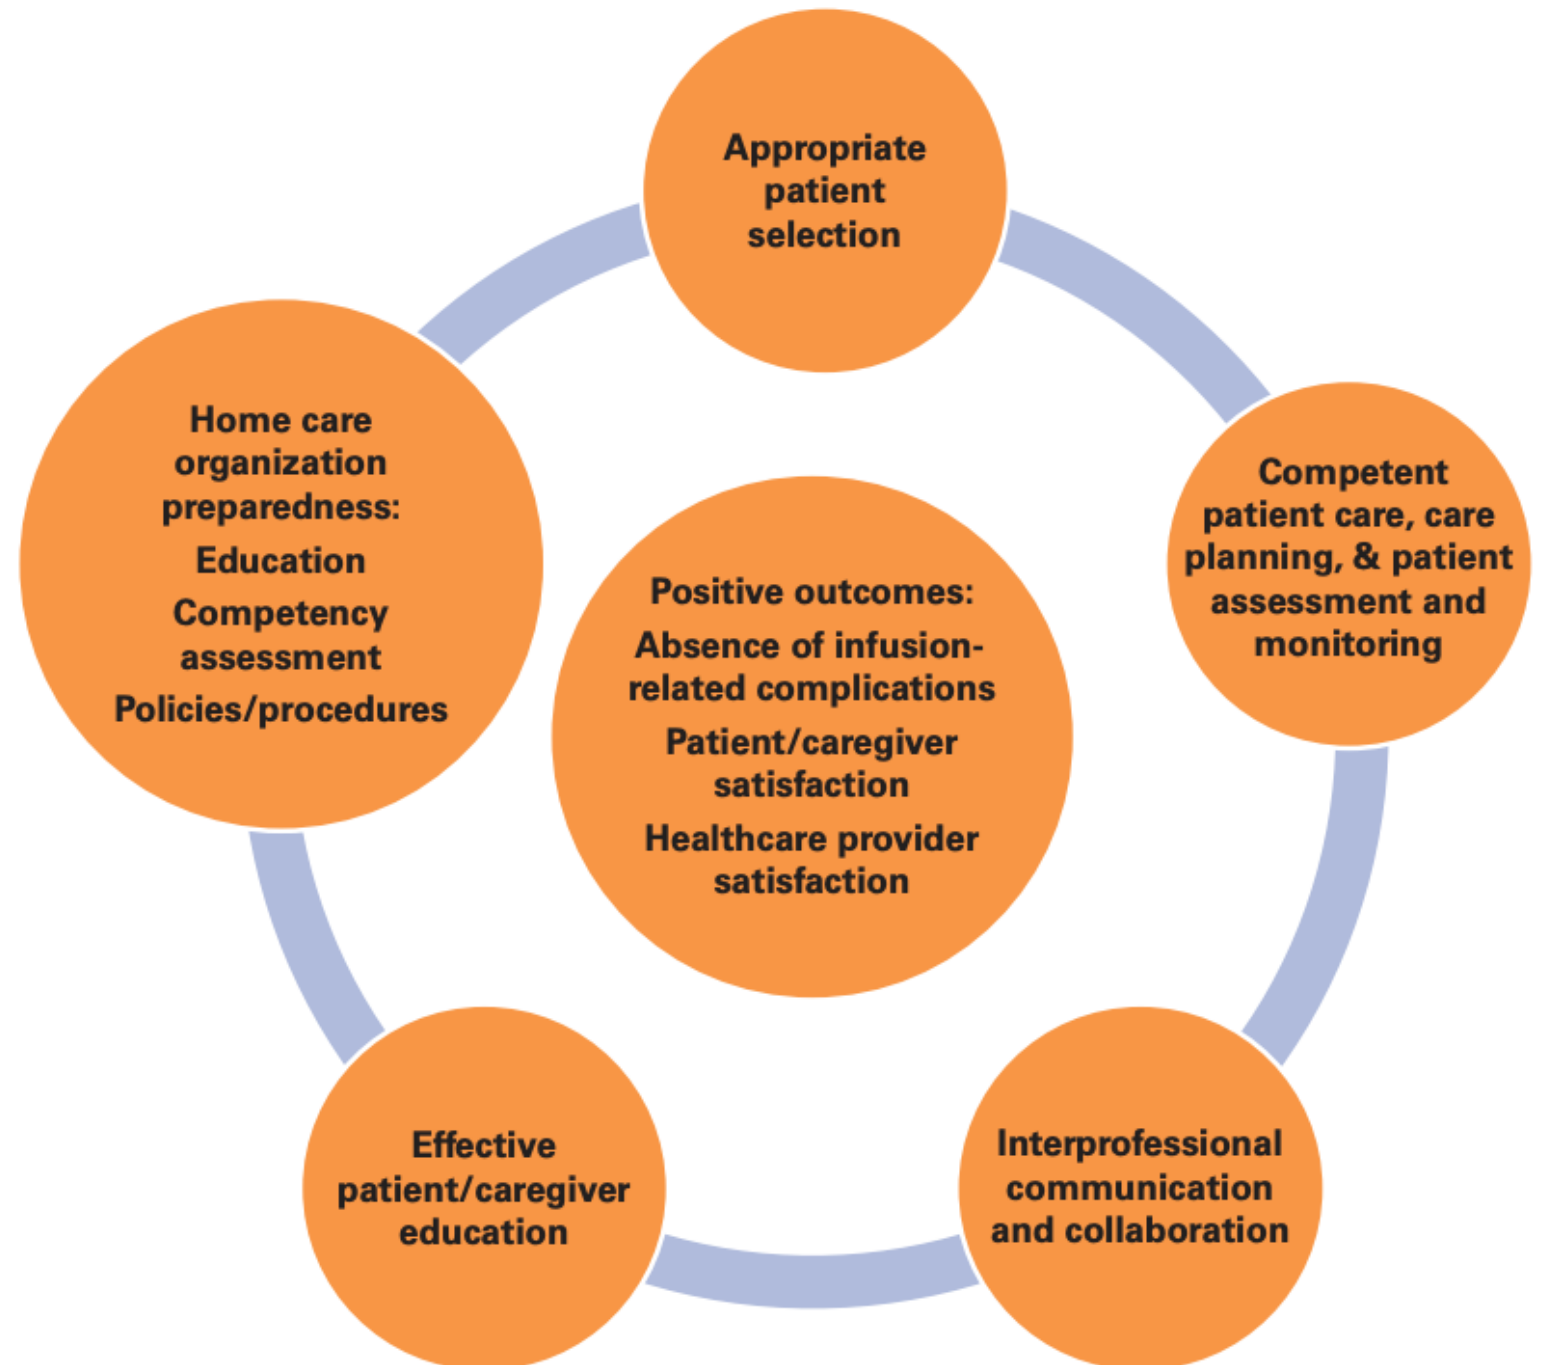 Appropriate
patient
selection
Home care
organization
preparedness:
Education
Competency
assessment
Policies/procedures
Competent
patient care, care
planning, & patient
assessment and
monitoring
Positive outcomes:
Absence of infusion-
related complications
Patient/caregiver
satisfaction
Healthcare provider
satisfaction
Effective
patient/caregiver
education
Interprofessional
communication
and collaboration